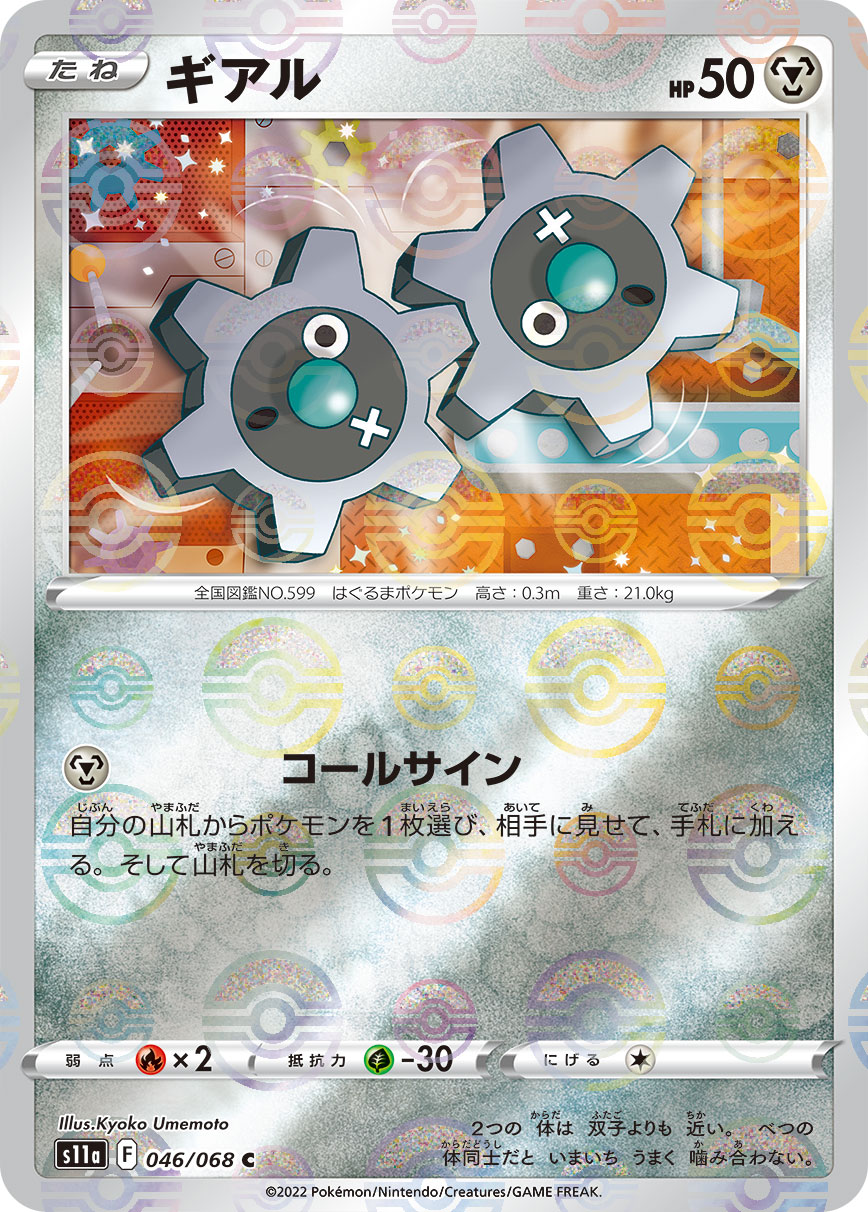 たね ギアル HP50
全国図鑑NO.599 はぐるまポケモン 高さ:0.3m 重さ:21.0kg
コールサイン
自分の山札からポケモンを1枚選び、相手に見せて、手札に加え
る。そして山札を切る。
弱点 ×2 抵抗力 -30 にげる
Illus.Kyoko Umemoto
s11a F 046/068 C
2つの 体は 双子よりも 近い。 べつの
体同士だと いまいち うまく 噛み合わない。
©2022 Pokémon/Nintendo/Creatures/GAME FREAK.